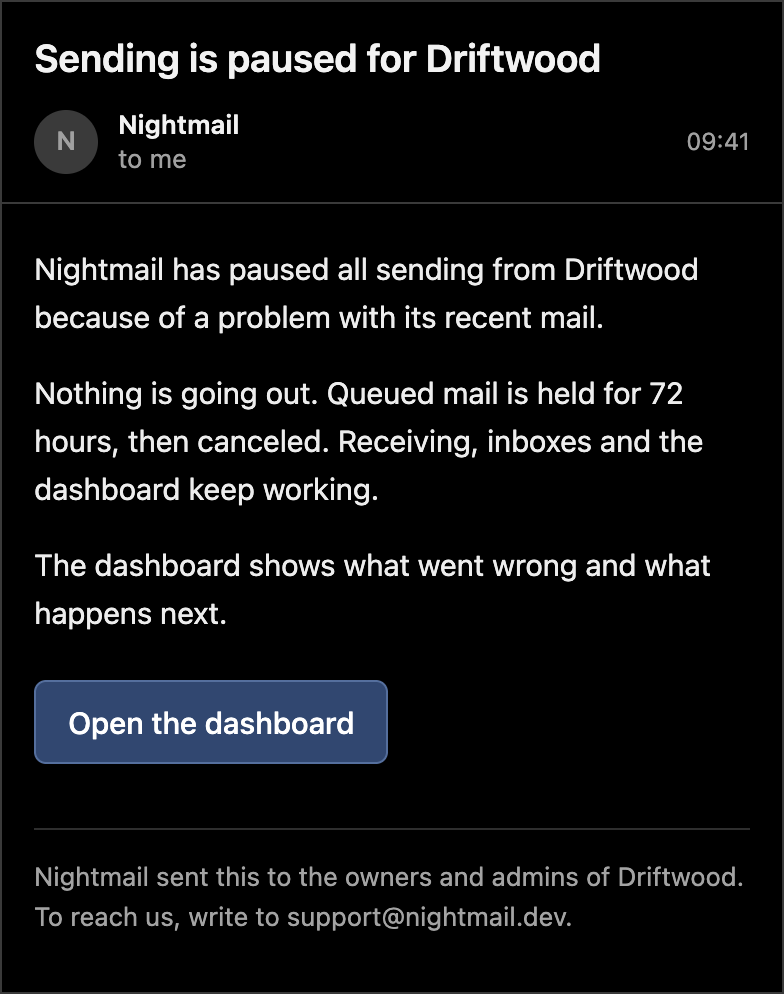 Sending is paused for Driftwood
N
Nightmail
to me
09:41
Nightmail has paused all sending from Driftwood
because of a problem with its recent mail.
Nothing is going out. Queued mail is held for 72
hours, then canceled. Receiving, inboxes and the
dashboard keep working.
The dashboard shows what went wrong and what
happens next.
Open the dashboard
Nightmail sent this to the owners and admins of Driftwood.
To reach us, write to support@nightmail.dev.